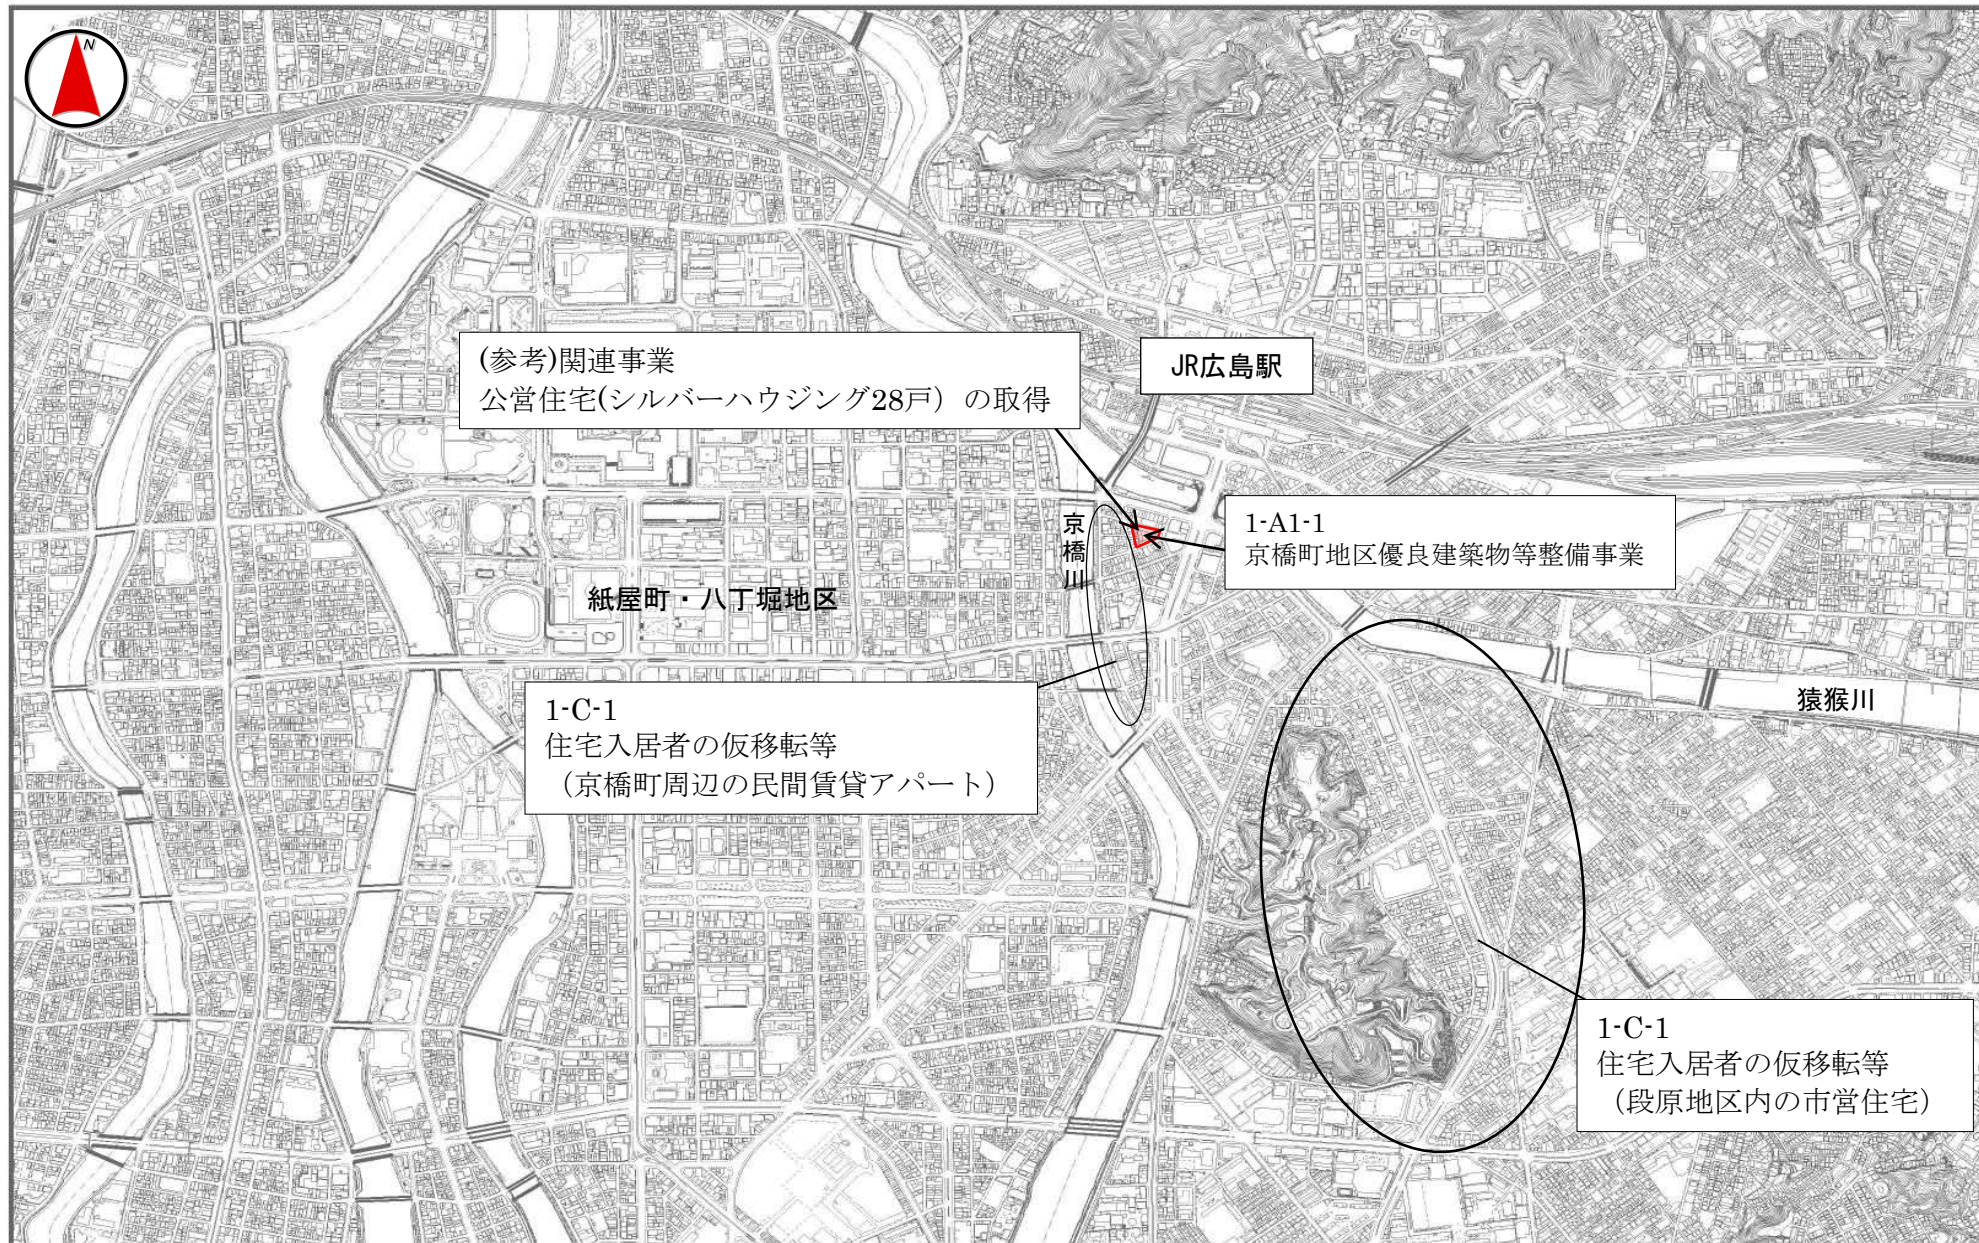 N
(参考)関連事業
公営住宅(シルバーハウジング28戸）の取得
JR広島駅
1-A1-1
京橋町地区優良建築物等整備事業
京橋川
紙屋町・八丁堀地区
1-C-1
住宅入居者の仮移転等
（京橋町周辺の民間賃貸アパート）
猿猴川
1-C-1
住宅入居者の仮移転等
（段原地区内の市営住宅）